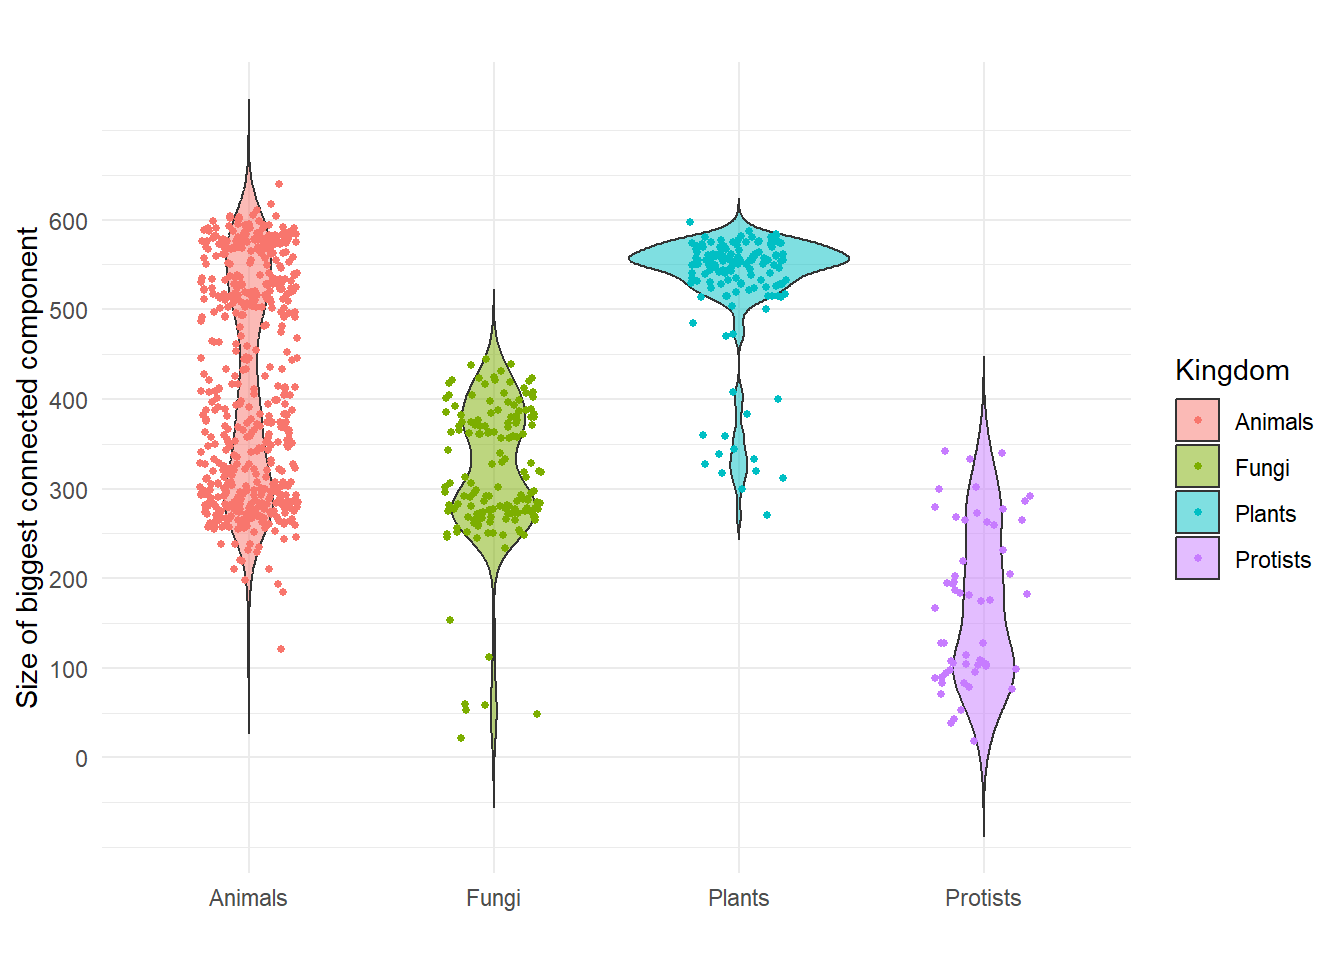 Size of biggest connected component
600
500
400
300
200
100
0
Animals
Fungi
Plants
Protists
Kingdom
Animals
Fungi
Plants
Protists